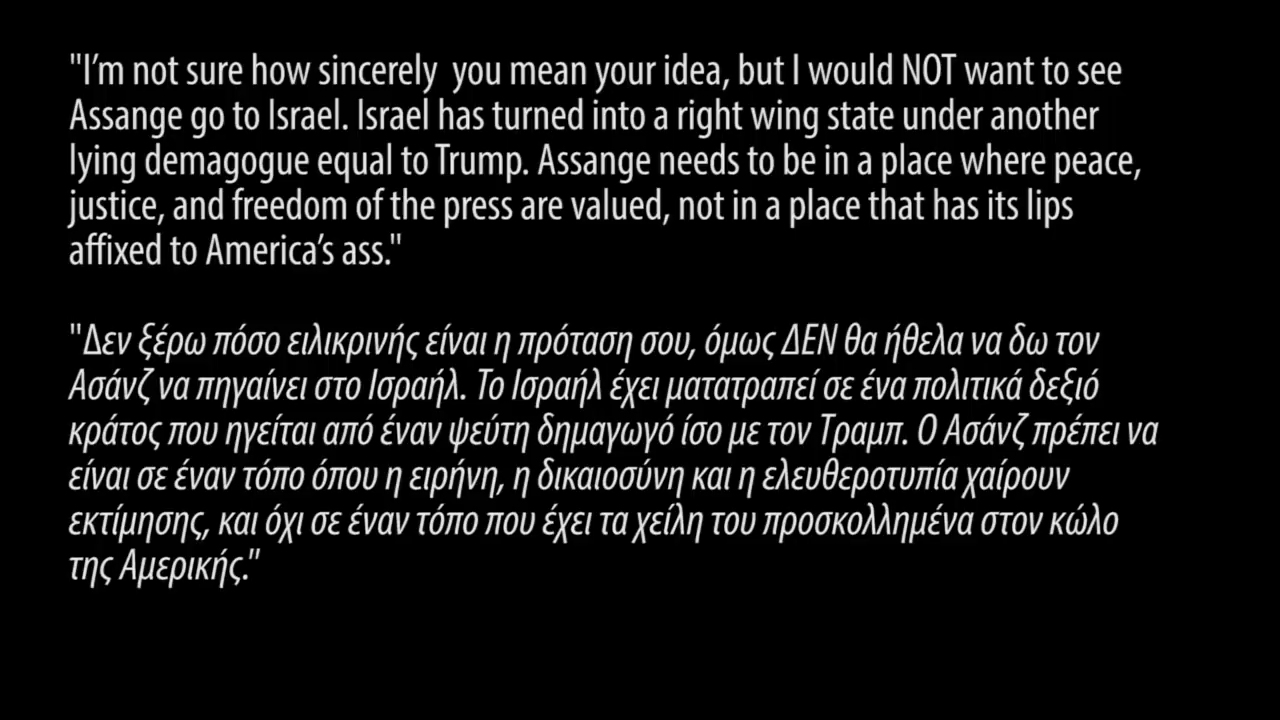 "I’m not sure how sincerely  you mean your idea, but I would NOT want to see
Assange go to Israel. Israel has turned into a right wing state under another
lying demagogue equal to Trump. Assange needs to be in a place where peace,
justice, and freedom of the press are valued, not in a place that has its lips
affixed to America’s ass."
"Δεν ξέρω πόσο ειλικρινής είναι η πρόταση σου, όμως ΔΕΝ θα ήθελα να δω τον
Ασάνζ να πηγαίνει στο Ισραήλ. Το Ισραήλ έχει ματατραπεί σε ένα πολιτικά δεξιό
κράτος που ηγείται από έναν ψεύτη δημαγωγό ίσο με τον Τραμπ. Ο Ασάνζ πρέπει να
είναι σε έναν τόπο όπου η ειρήνη, η δικαιοσύνη και η ελευθεροτυπία χαίρουν
εκτίμησης, και όχι σε έναν τόπο που έχει τα χείλη του προσκολλημένα στον κώλο
της Αμερικής."